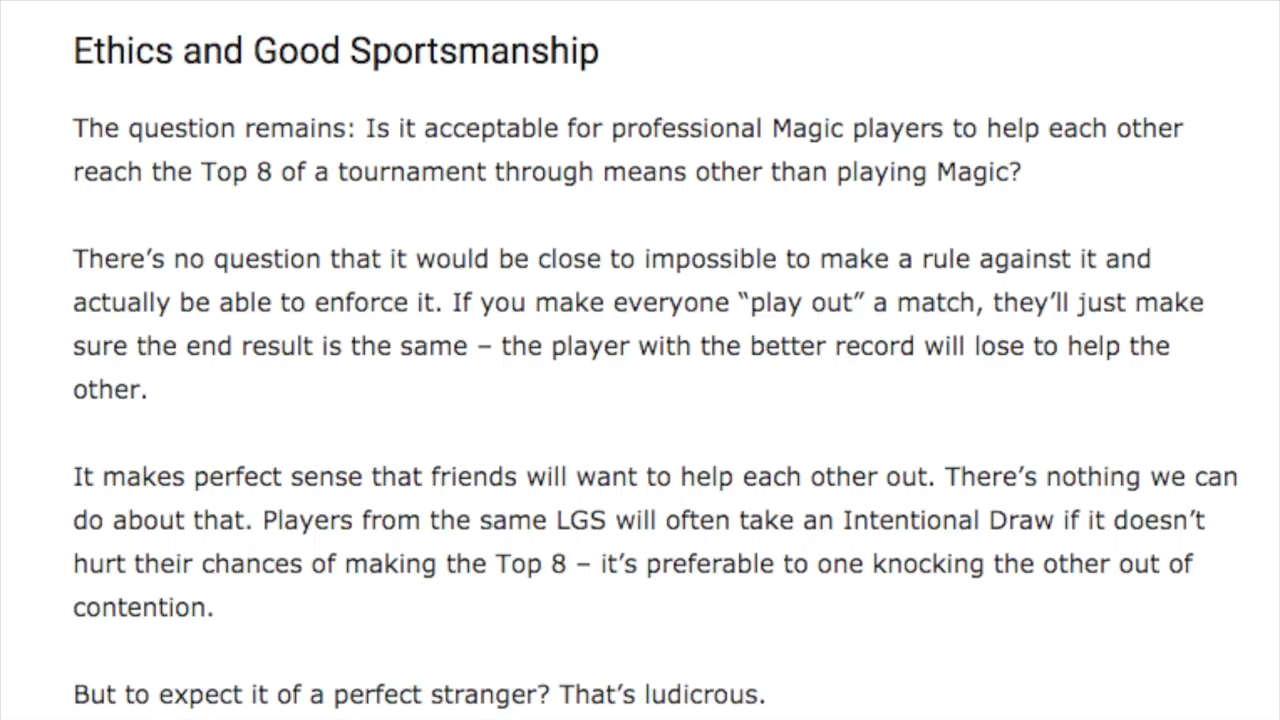 Ethics and Good Sportsmanship
The question remains: Is it acceptable for professional Magic players to help each other
reach the Top 8 of a tournament through means other than playing Magic?
There’s no question that it would be close to impossible to make a rule against it and
actually be able to enforce it. If you make everyone “play out” a match, they’ll just make
sure the end result is the same – the player with the better record will lose to help the
other.
It makes perfect sense that friends will want to help each other out. There’s nothing we can
do about that. Players from the same LGS will often take an Intentional Draw if it doesn’t
hurt their chances of making the Top 8 – it’s preferable to one knocking the other out of
contention.
But to expect it of a perfect stranger? That’s ludicrous.